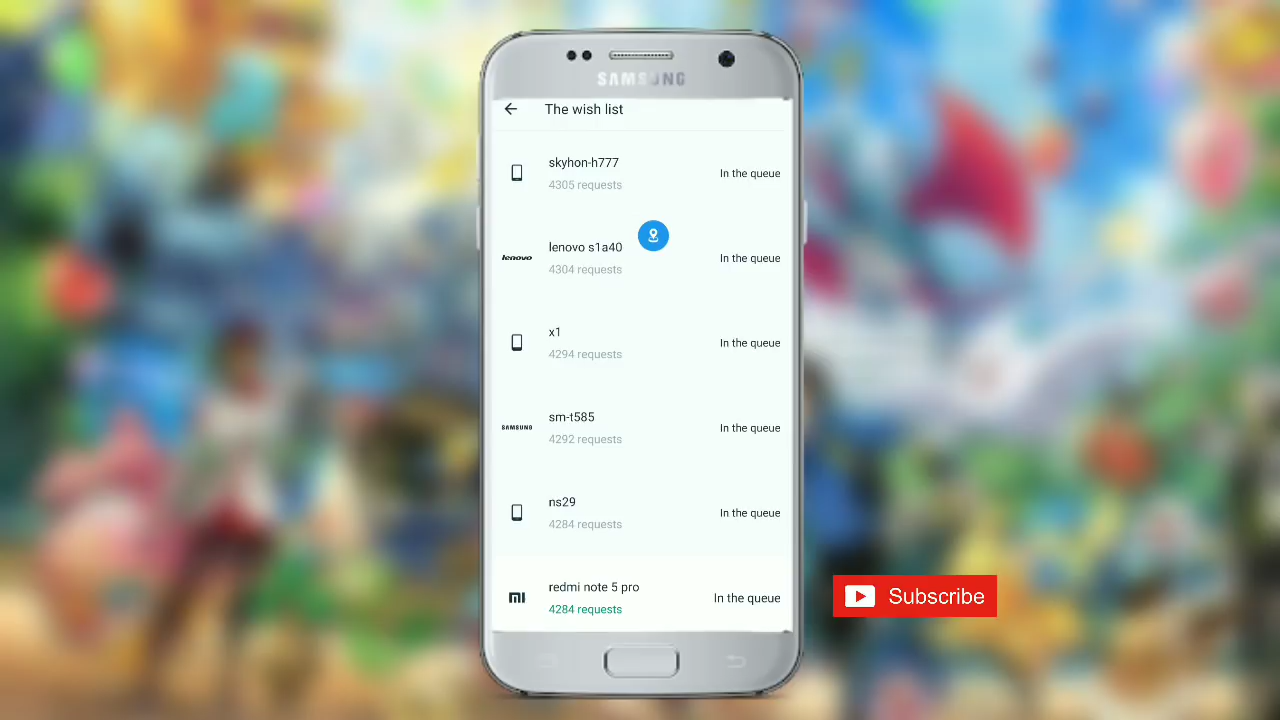 SAMSUNG
The wish list
skyhon-h777
4305 requests
In the queue
lenovo
lenovo s1a40
4304 requests
In the queue
x1
4294 requests
In the queue
SAMSUNG
sm-t585
4292 requests
In the queue
ns29
4284 requests
In the queue
mi
redmi note 5 pro
4284 requests
In the queue
Subscribe